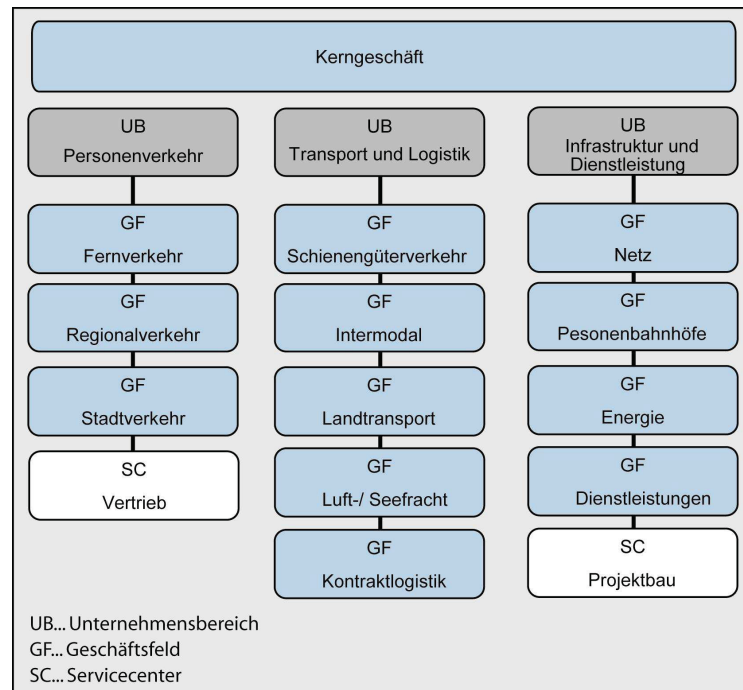 Kerngeschäft
UB
Personenverkehr
GF
Fernverkehr
GF
Regionalverkehr
GF
Stadtverkehr
SC
Vertrieb
UB
Transport und Logistik
GF
Schienengüterverkehr
GF
Intermodal
GF
Landtransport
GF
Luft-/ Seefracht
GF
Kontraktlogistik
UB
Infrastruktur und
Dienstleistung
GF
Netz
GF
Pesonenbahnhöfe
GF
Energie
GF
Dienstleistungen
SC
Projektbau
UB... Unternehmensbereich
GF... Geschäftsfeld
SC... Servicecenter